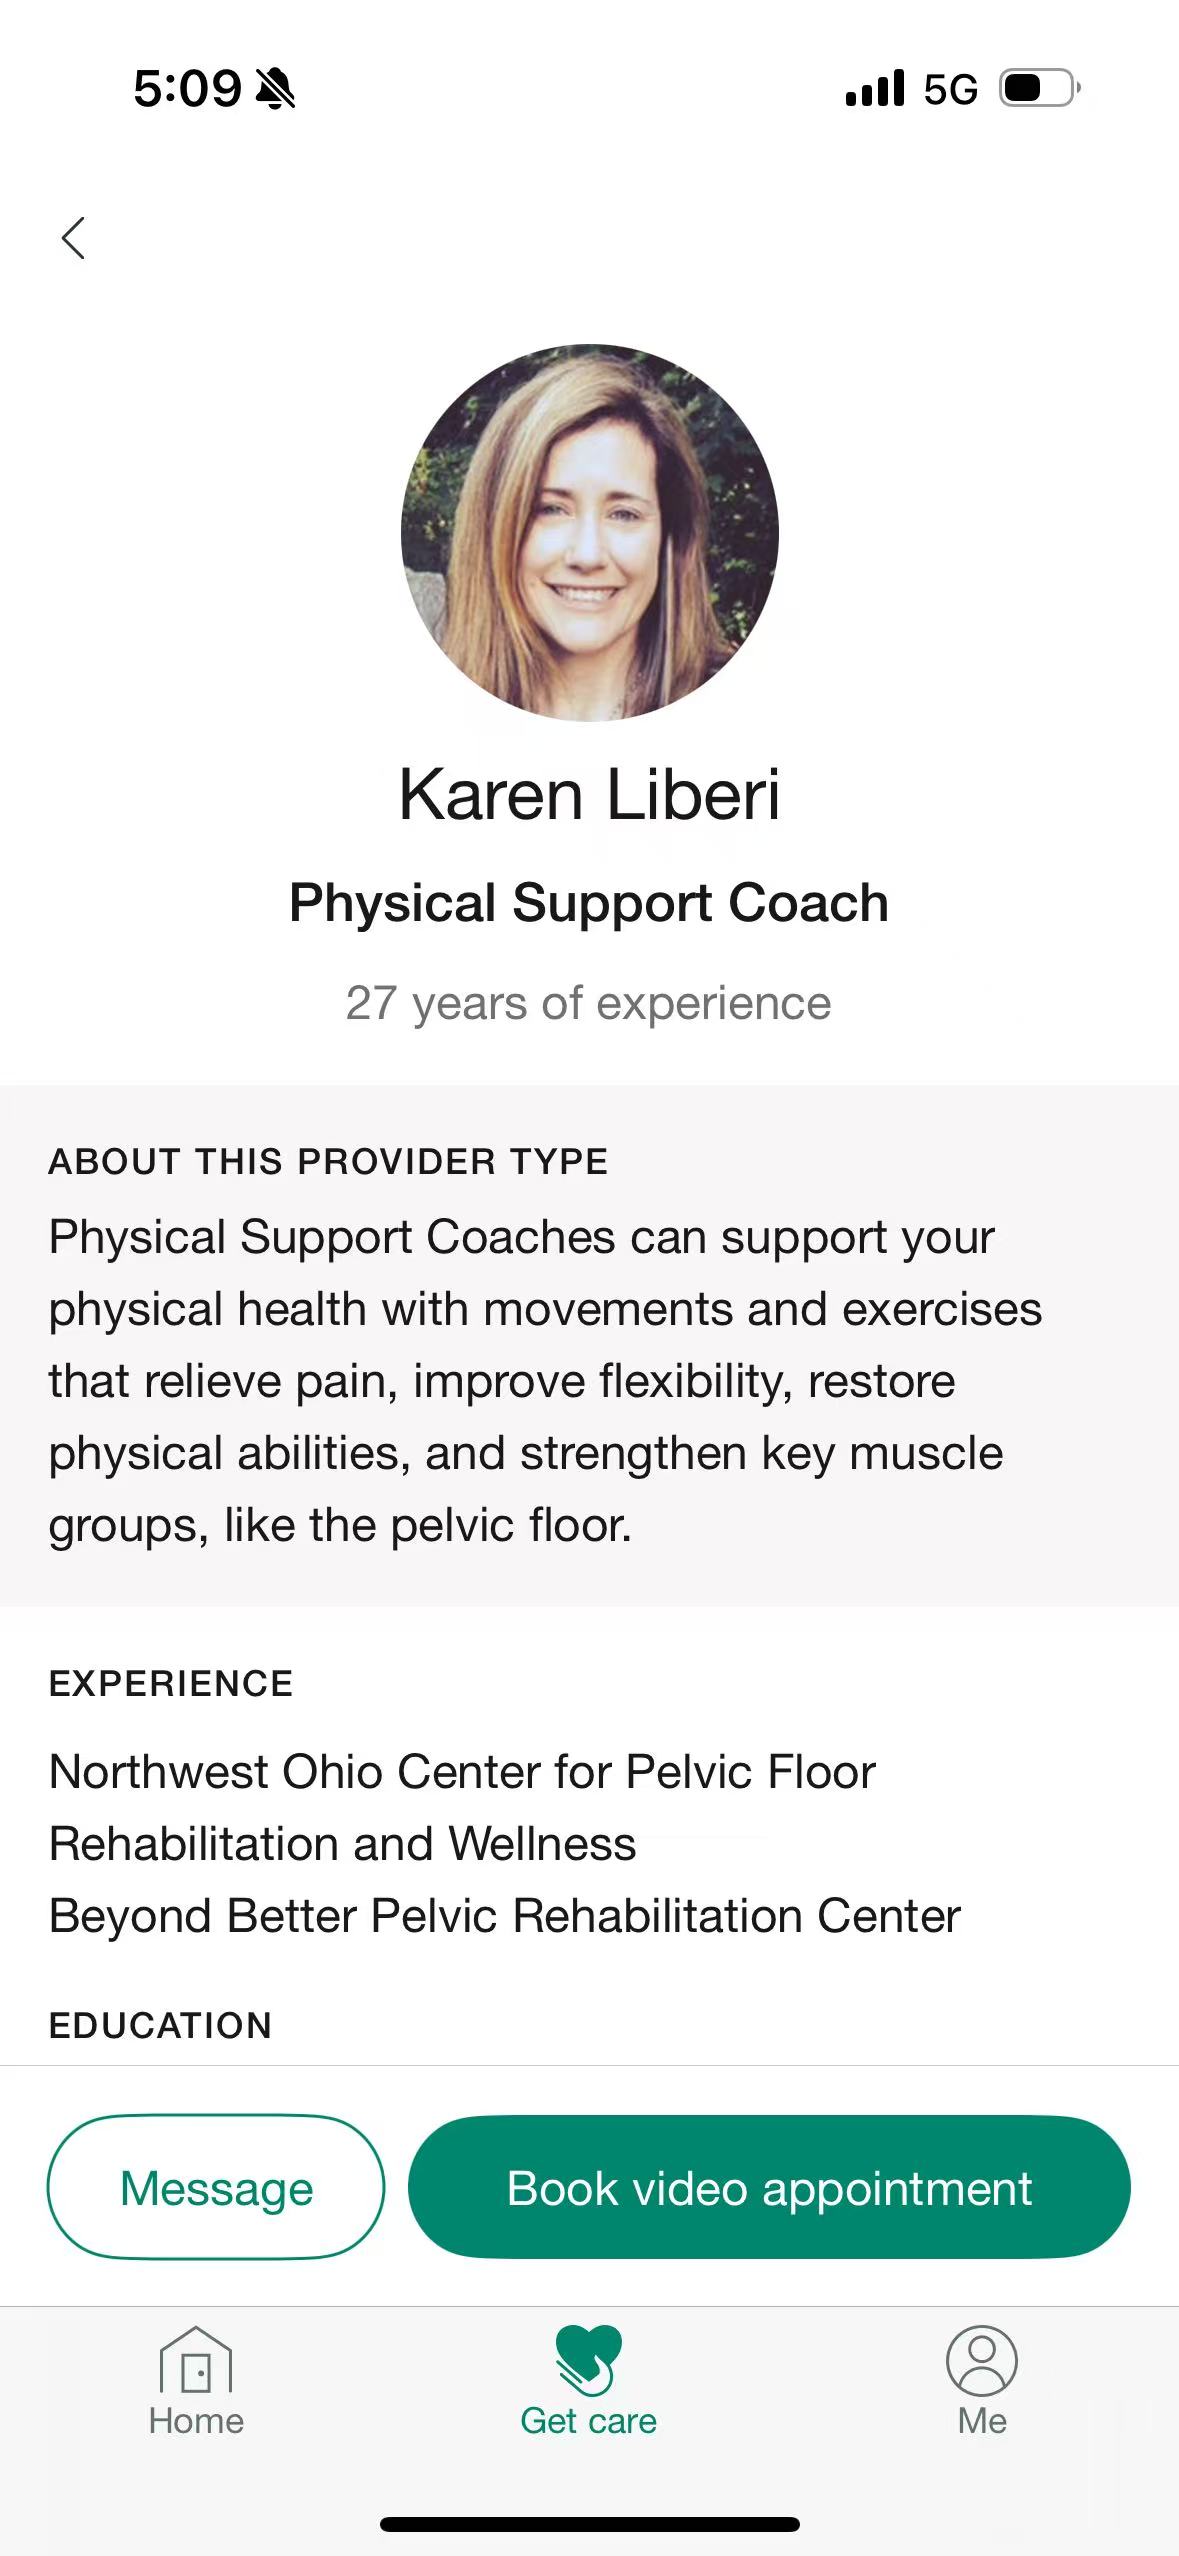 5:09
5G
Karen Liberi
Physical Support Coach
27 years of experience
ABOUT THIS PROVIDER TYPE
Physical Support Coaches can support your
physical health with movements and exercises
that relieve pain, improve flexibility, restore
physical abilities, and strengthen key muscle
groups, like the pelvic floor.
EXPERIENCE
Northwest Ohio Center for Pelvic Floor
Rehabilitation and Wellness
Beyond Better Pelvic Rehabilitation Center
EDUCATION
Message
Book video appointment
Home
Get care
Me